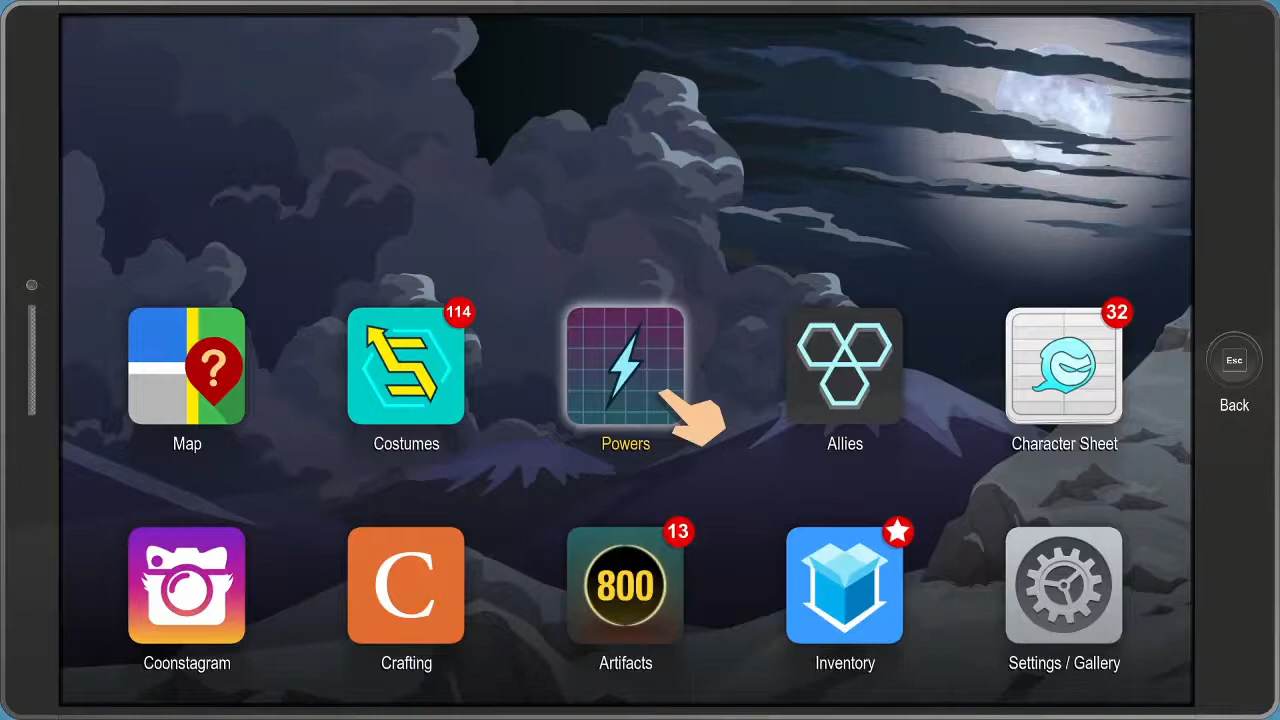 114
32
?
Map
Costumes
Powers
Allies
Character Sheet
Esc
Back
13
C
800
Coonstagram
Crafting
Artifacts
Inventory
Settings / Gallery